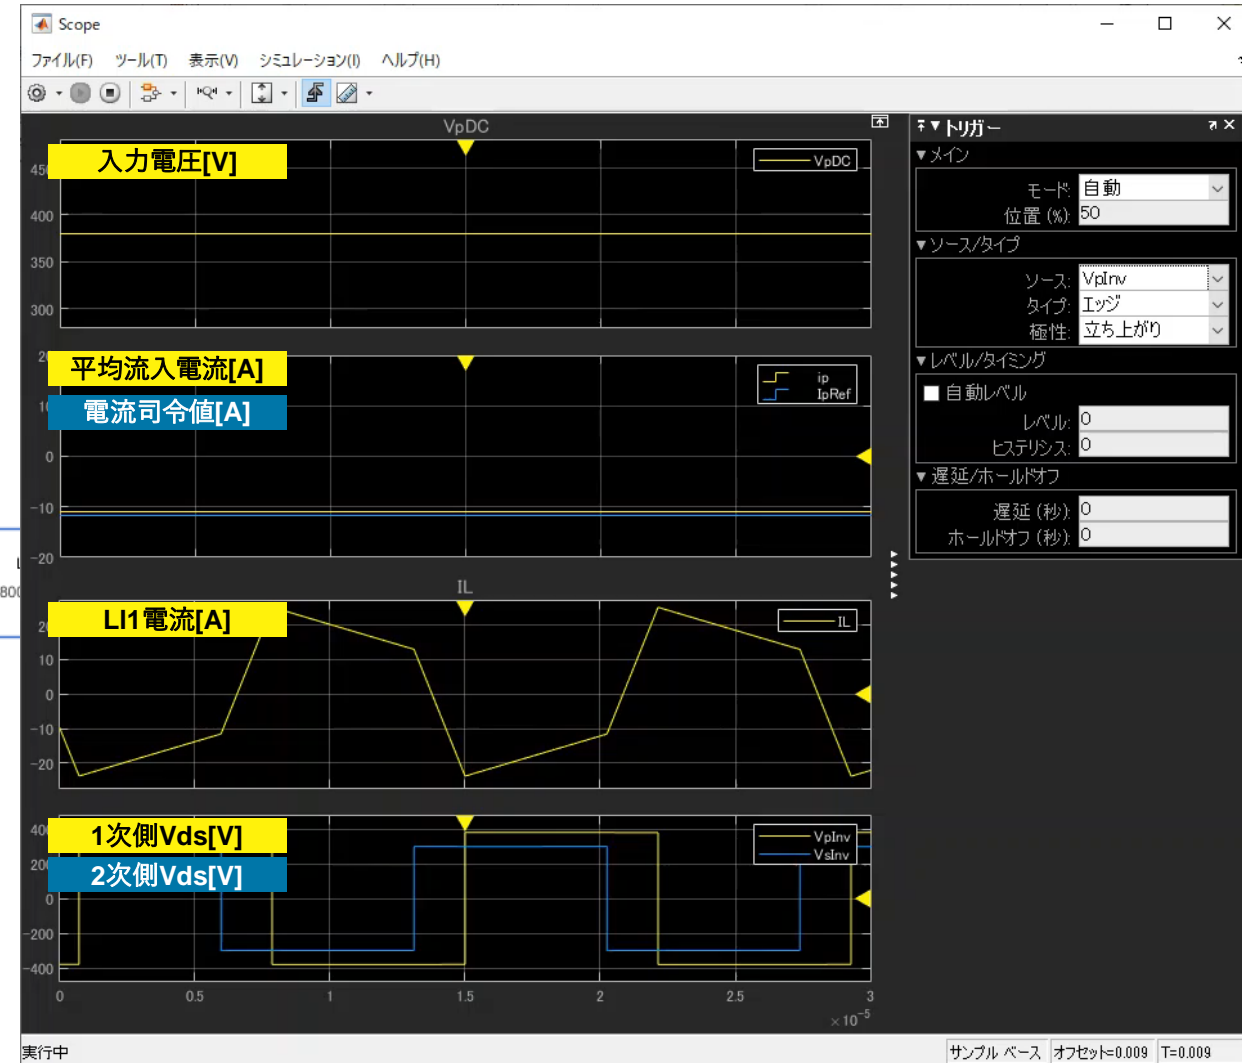 Scope
ファイル(F) ツール(T) 表示(V) シミュレーション(I) ヘルプ(H)
VpDC
入力電圧[V]
450
400
350
300
VpDC
平均流入電流[A]
電流司令値[A]
20
10
0
-10
-20
ip
IpRef
IL
LI1電流[A]
20
10
0
-10
-20
IL
1次側Vds[V]
2次側Vds[V]
400
200
0
-200
-400
VpInv
VsInv
0 0.5 1 1.5 2 2.5 3
×10-5
トリガー
メイン
モード: 自動
位置 (%): 50
ソース/タイプ
ソース: VpInv
タイプ: エッジ
極性: 立ち上がり
レベル/タイミング
自動レベル
レベル: 0
ヒステリシス: 0
遅延/ホールドオフ
遅延 (秒): 0
ホールドオフ (秒): 0
800
実行中
サンプル ベース オフセット=0.009 T=0.009